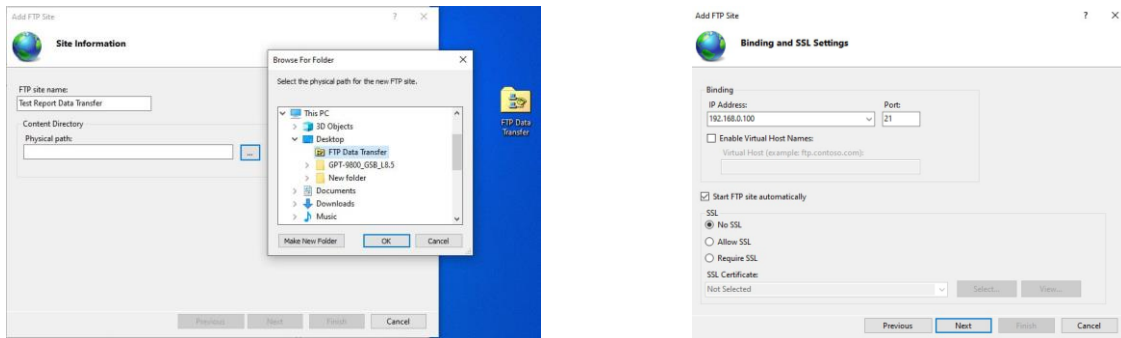 Add FTP Site
Site Information
FTP site name:
Test Report Data Transfer
Content Directory
Physical path:
...
Previous Next Finish Cancel
Browse For Folder
Select the physical path for the new FTP site.
This PC
3D Objects
Desktop
FTP Data Transfer
GPT-9800_GSB_L8.5
New folder
Documents
Downloads
Music
Make New Folder OK Cancel
FTP Data
Transfer
Add FTP Site
Binding and SSL Settings
Binding
IP Address: Port:
192.168.0.100 21
Enable Virtual Host Names:
Virtual Host (example: ftp.contoso.com):
Start FTP site automatically
SSL
No SSL
Allow SSL
Require SSL
SSL Certificate:
Not Selected Select... View...
Previous Next Finish Cancel